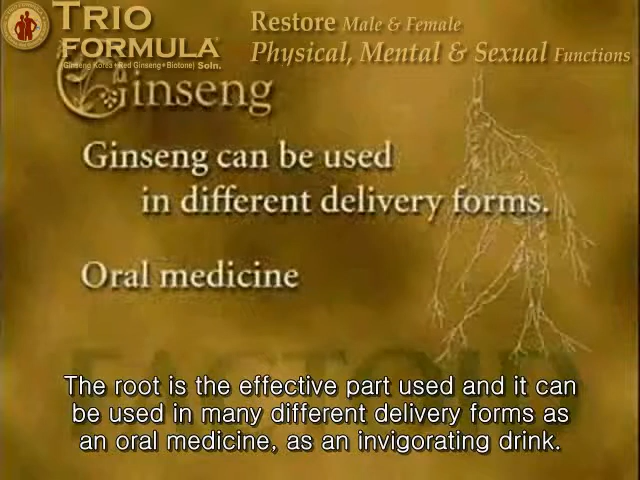 TRIO
FORMULA
Ginseng Korea+Red Ginseng+Biotone) Soln.
Restore Male & Female
Physical, Mental & Sexual Functions
Ginseng
Ginseng can be used
in different delivery forms.
Oral medicine
FACTOID
The root is the effective part used and it can
be used in many different delivery forms as
an oral medicine, as an invigorating drink.